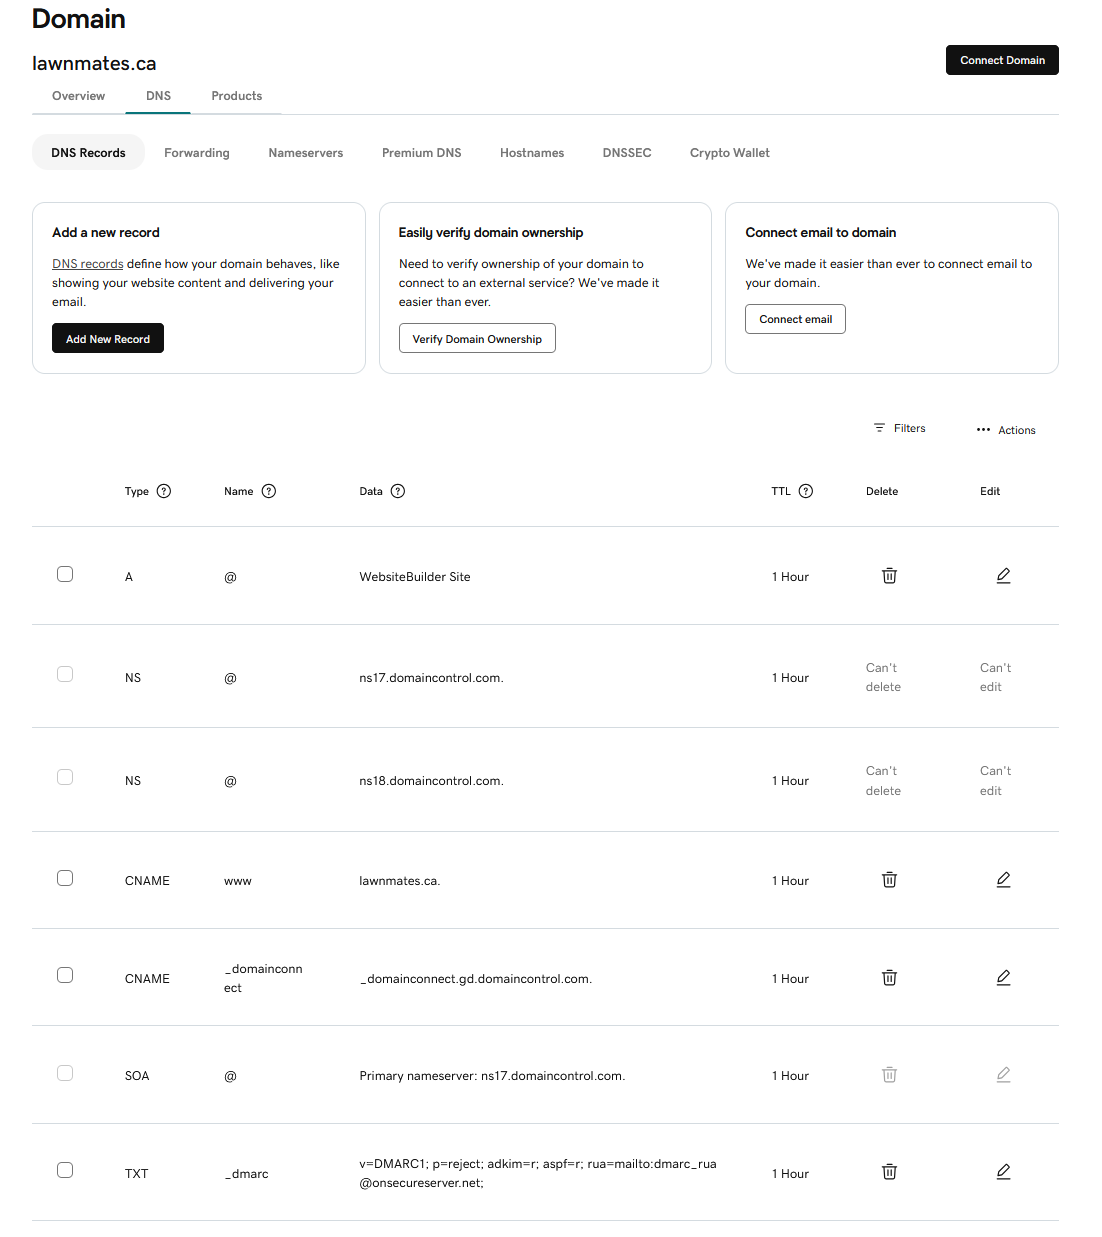 Domain
lawnmates.ca
Connect Domain
Overview DNS Products
DNS Records Forwarding Nameservers Premium DNS Hostnames DNSSEC Crypto Wallet
Add a new record
DNS records define how your domain behaves, like
showing your website content and delivering your
email.
Add New Record
Easily verify domain ownership
Need to verify ownership of your domain to
connect to an external service? We've made it
easier than ever.
Verify Domain Ownership
Connect email to domain
We've made it easier than ever to connect email to
your domain.
Connect email
Filters ••• Actions
Type ? Name ? Data ? TTL ? Delete Edit
A @ WebsiteBuilder Site 1 Hour
NS @ ns17.domaincontrol.com. 1 Hour
Can't
delete
Can't
edit
NS @ ns18.domaincontrol.com. 1 Hour
Can't
delete
Can't
edit
CNAME www lawnmates.ca. 1 Hour
CNAME
_domainconn
ect
_domainconnect.gd.domaincontrol.com. 1 Hour
SOA @ Primary nameserver: ns17.domaincontrol.com. 1 Hour
TXT _dmarc
v=DMARC1; p=reject; adkim=r; aspf=r; rua=mailto:dmarc_rua
@onsecureserver.net;
1 Hour